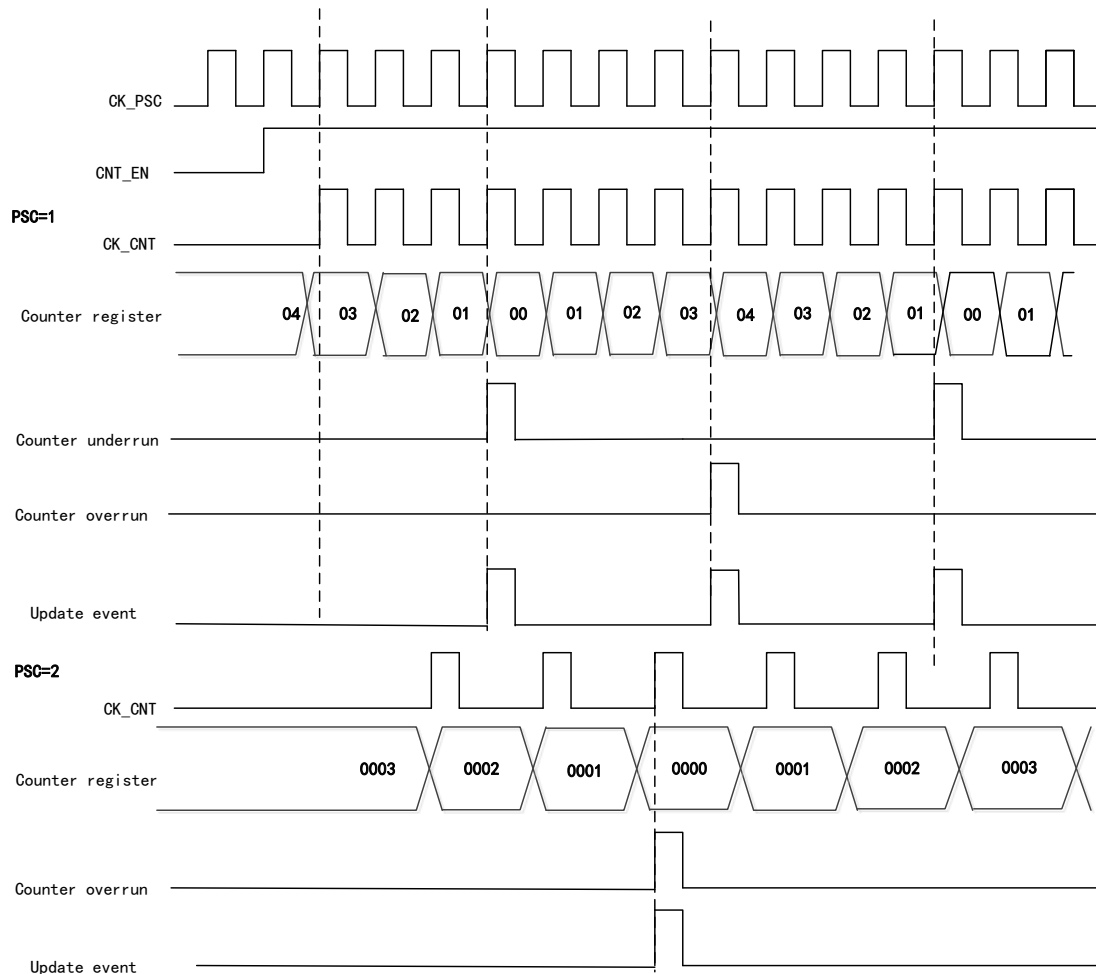 CK_PSC
CNT_EN
PSC=1
CK_CNT
Counter register 04 03 02 01 00 01 02 03 04 03 02 01 00 01
Counter underrun
Counter overrun
Update event
PSC=2
CK_CNT
Counter register 0003 0002 0001 0000 0001 0002 0003
Counter overrun
Update event